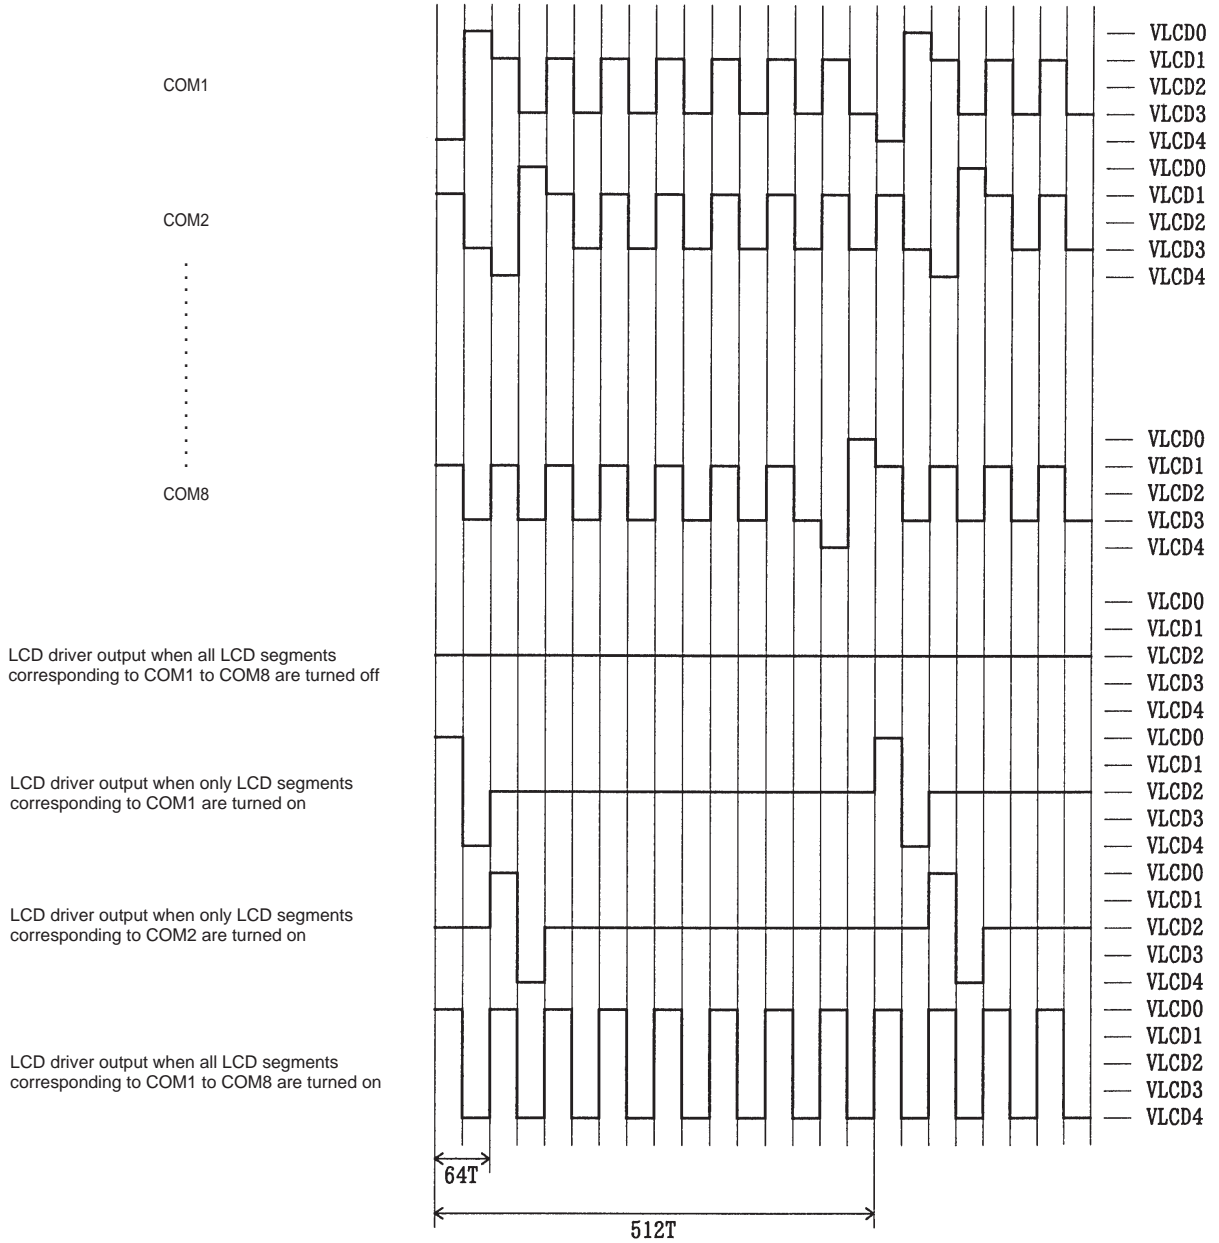 VLCD0
VLCD1
COM1
VLCD2
VLCD3
VLCD4
VLCD0
VLCD1
COM2
VLCD2
VLCD3
VLCD4
VLCD0
VLCD1
COM8
VLCD2
VLCD3
VLCD4
VLCD0
VLCD1
LCD driver output when all LCD segments
corresponding to COM1 to COM8 are turned off
VLCD2
VLCD3
VLCD4
VLCD0
VLCD1
LCD driver output when only LCD segments
corresponding to COM1 are turned on
VLCD2
VLCD3
VLCD4
VLCD0
VLCD1
LCD driver output when only LCD segments
corresponding to COM2 are turned on
VLCD2
VLCD3
VLCD4
VLCD0
VLCD1
LCD driver output when all LCD segments
corresponding to COM1 to COM8 are turned on
VLCD2
VLCD3
VLCD4
64T
512T